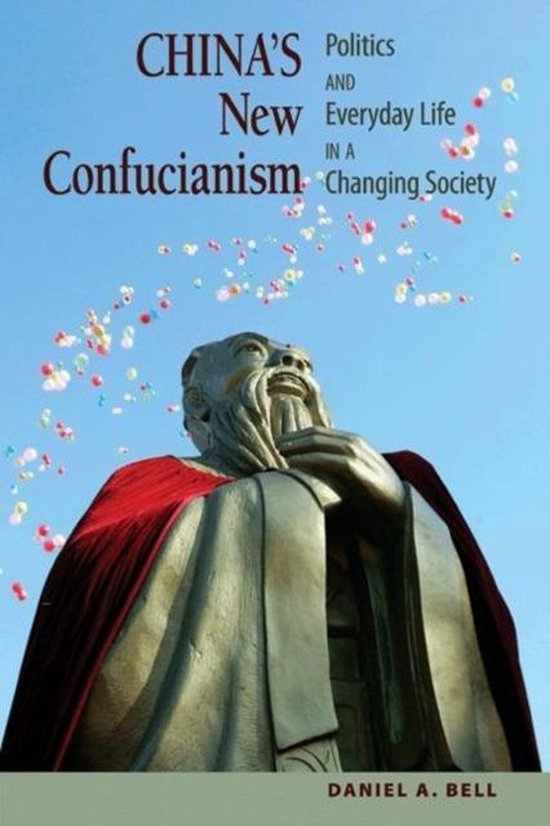 CHINA'S
New
Confucianism
Politics
AND
Everyday Life
IN A
Changing Society
DANIEL A. BELL